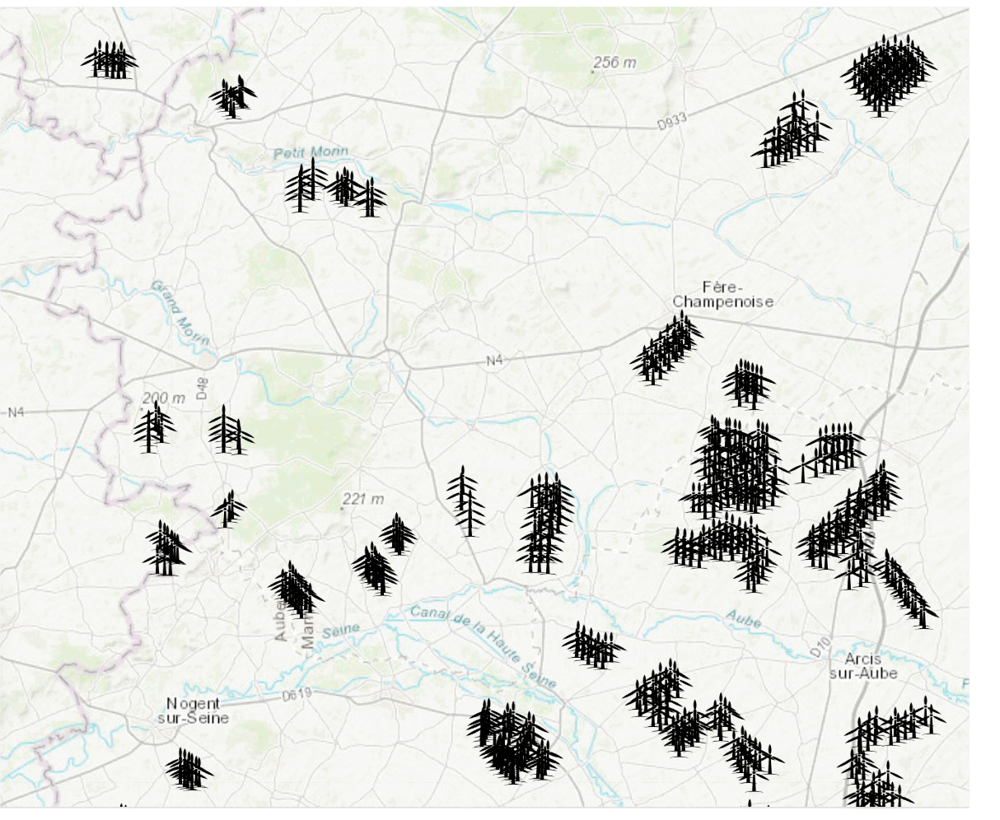 256 m
D933
Petit Morin
Fère-
Champenoise
Grand Morin
N4
D48
200 m
N4
221 m
Aube
Marn
Seine
Canal de la Haute Seine
Aube
D10
Arcis
sur-Aube
D619
Nogent
sur-Seine